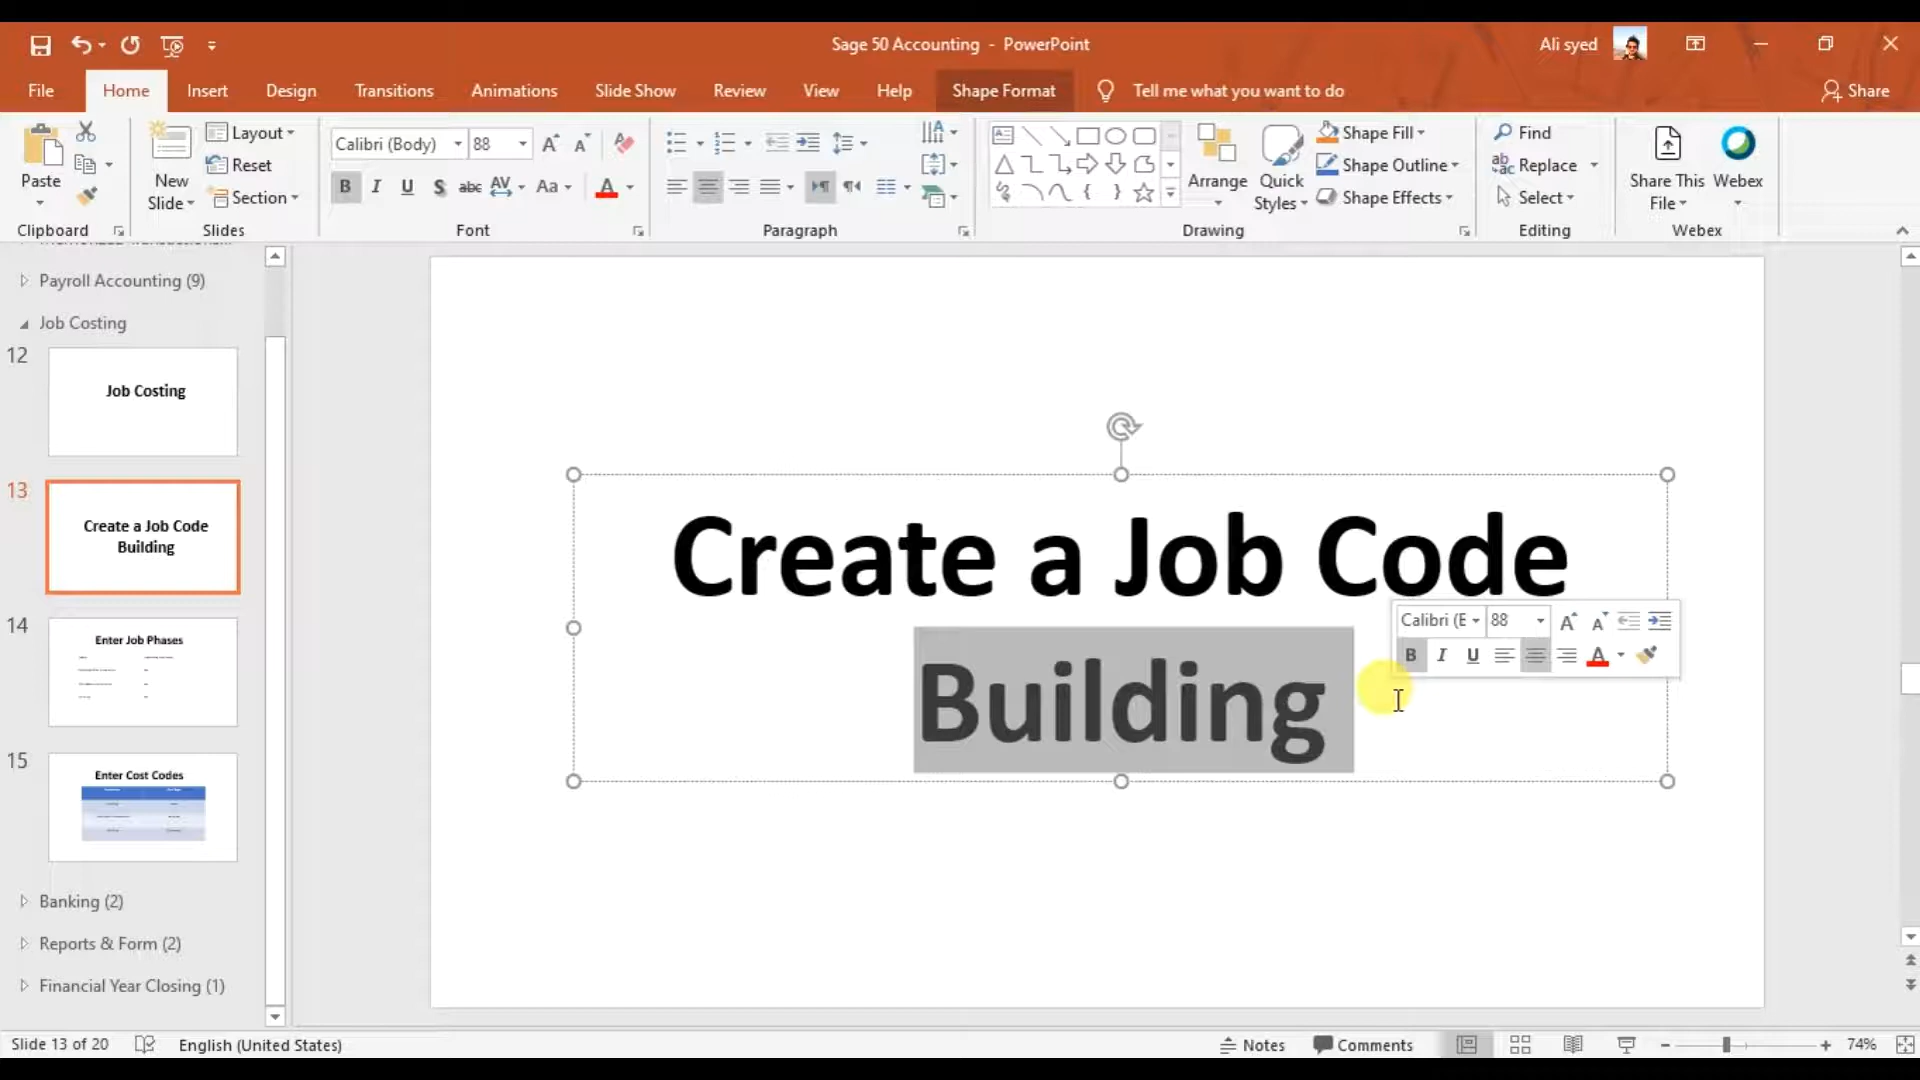 Sage 50 Accounting - PowerPoint
Ali syed
File Home Insert Design Transitions Animations Slide Show Review View Help Shape Format Tell me what you want to do Share
Paste
Clipboard
New Slide
Layout
Reset
Section
Slides
Calibri (Body) 88
B I U S abc AV Aa A
Font
Paragraph
Arrange
Quick Styles
Shape Fill
Shape Outline
Shape Effects
Drawing
Find
Replace
Select
Editing
Share This File
Webex
Webex
Payroll Accounting (9)
Job Costing
12
Job Costing
13
Create a Job Code
Building
14
Enter Job Phases
15
Enter Cost Codes
Banking (2)
Reports & Form (2)
Financial Year Closing (1)
Create a Job Code
Building
Calibri (E 88
B I U A
Slide 13 of 20 English (United States) Notes Comments 74%